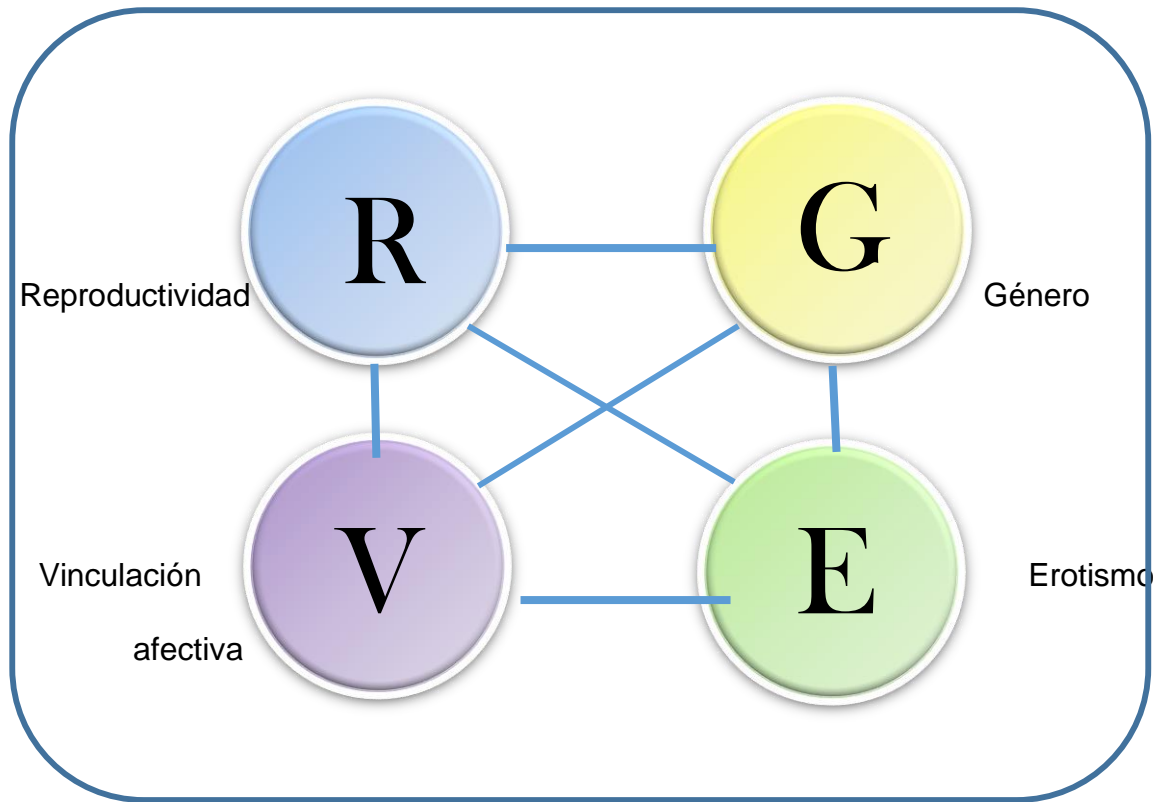 R
G
Reproductividad
Género
V
E
Vinculación
afectiva
Erotismo